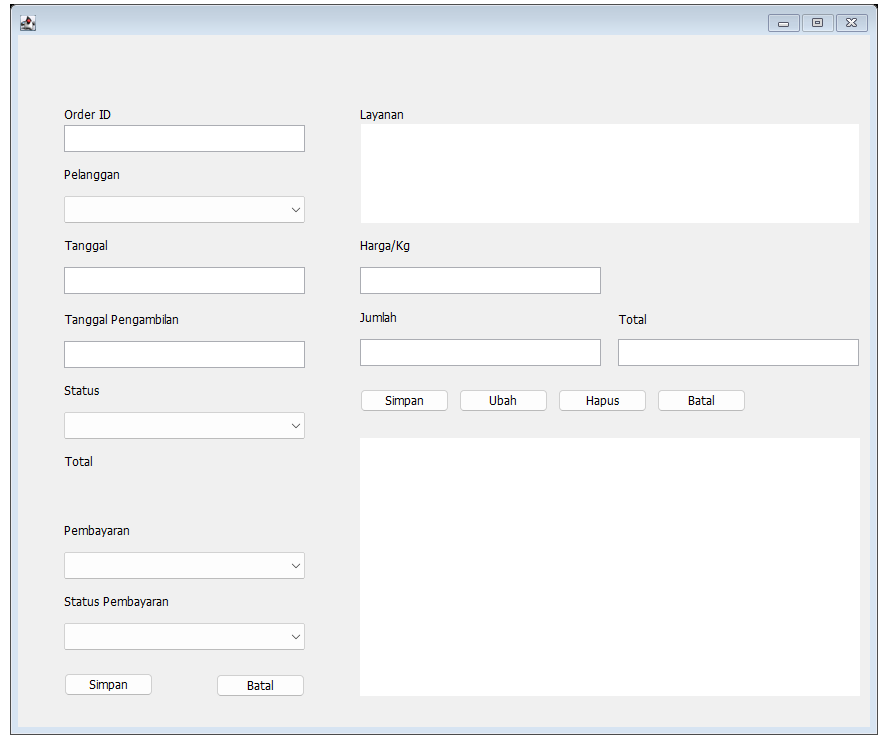 Order ID
Pelanggan
Tanggal
Tanggal Pengambilan
Status
Total
Pembayaran
Status Pembayaran
Simpan
Batal
Layanan
Harga/Kg
Jumlah
Total
Simpan
Ubah
Hapus
Batal